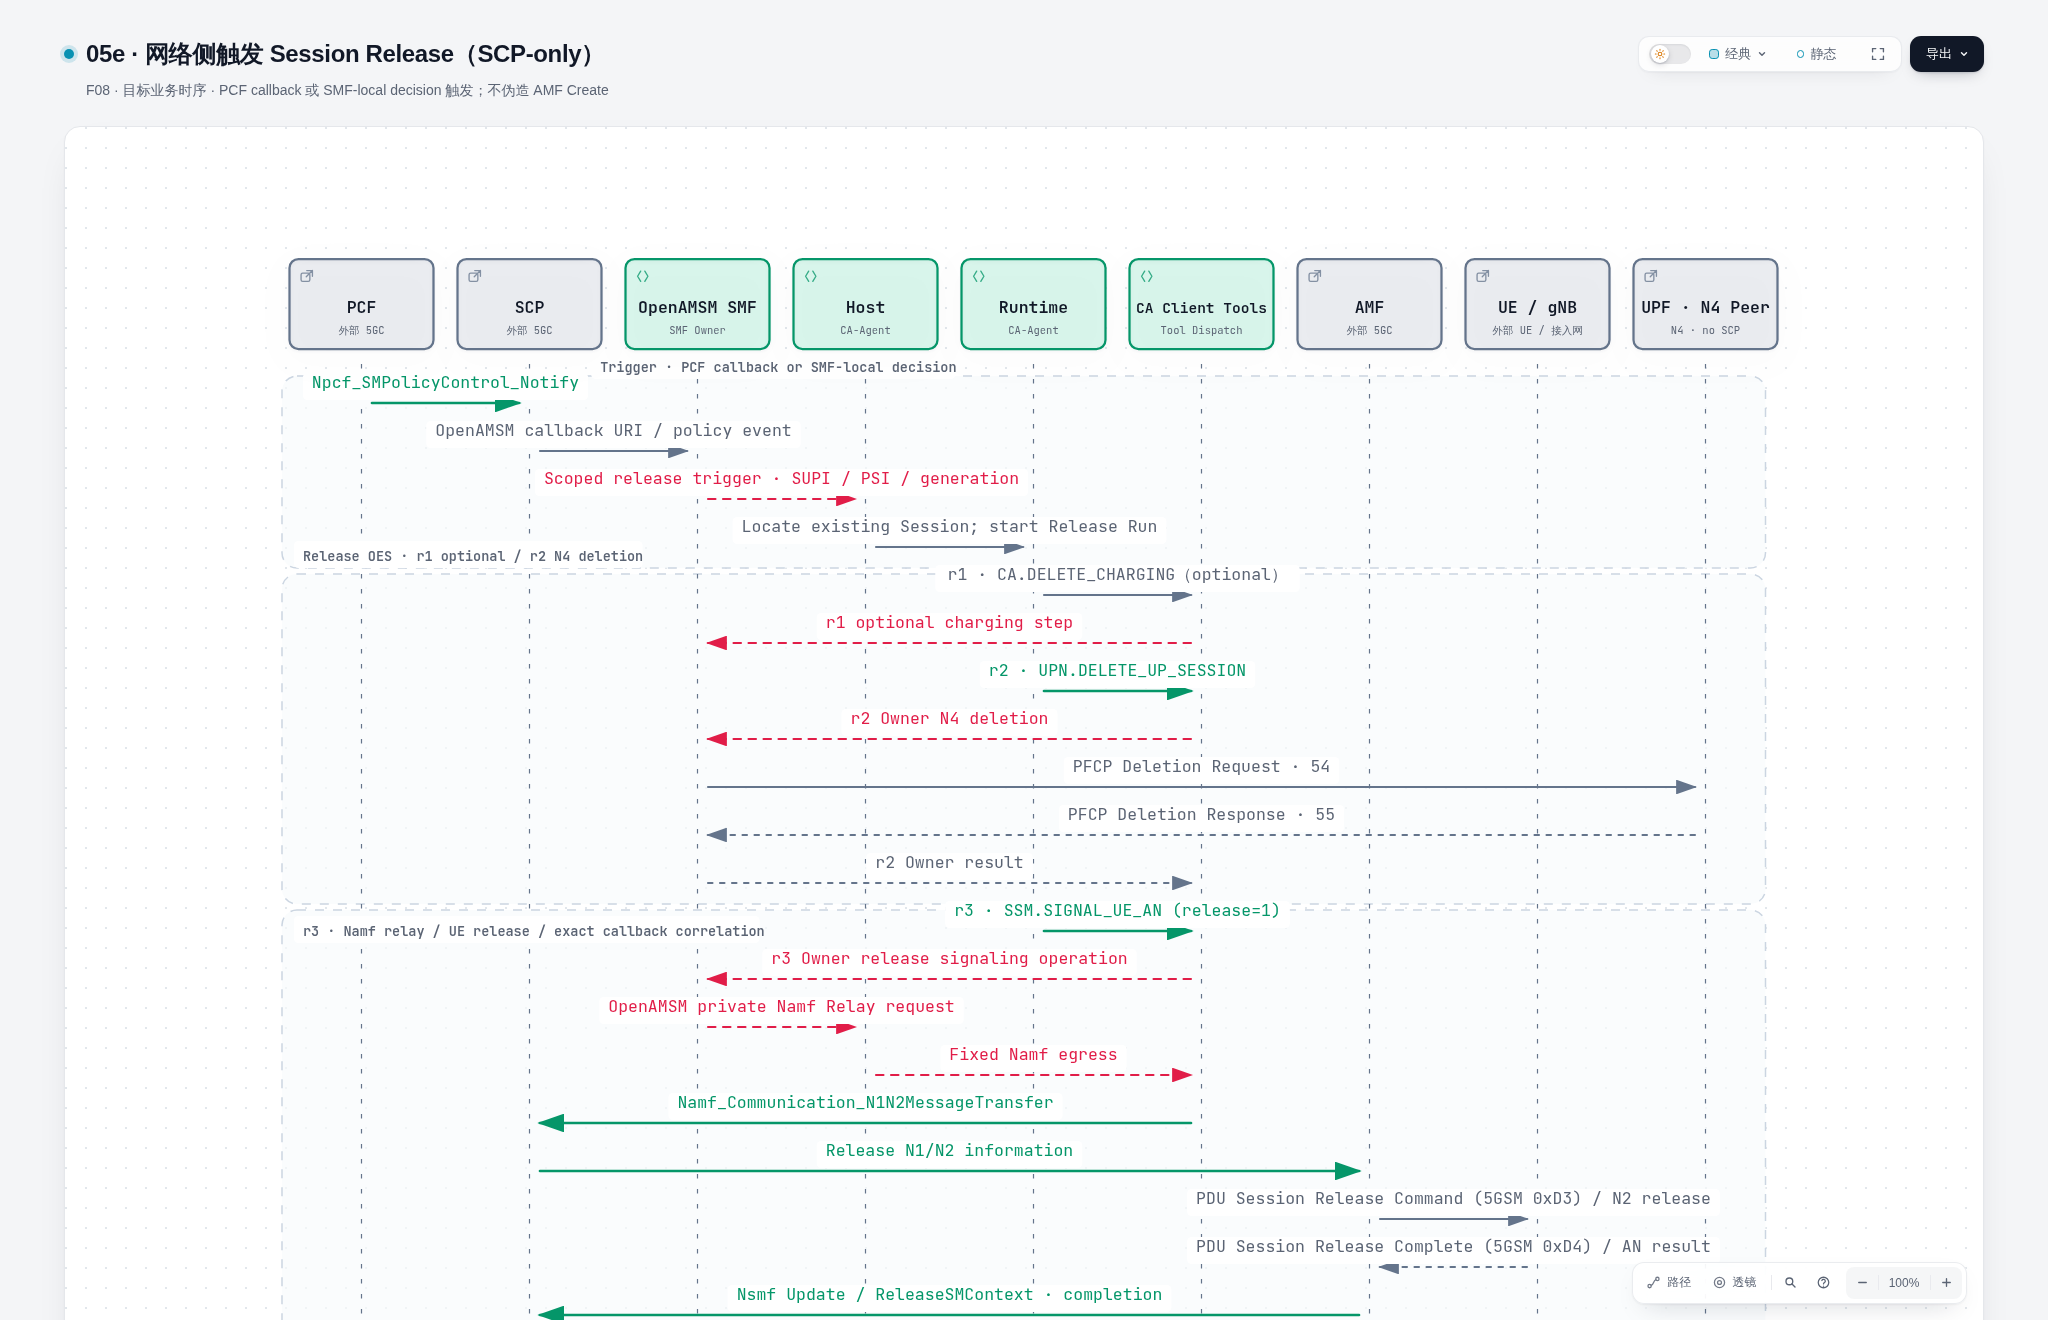 05e · 网络侧触发 Session Release（SCP-only）
经典
静态
导出
F08 · 目标业务时序 · PCF callback 或 SMF-local decision 触发；不伪造 AMF Create
PCF
外部 5GC
SCP
外部 5GC
OpenAMSM SMF
SMF Owner
Host
CA-Agent
Runtime
CA-Agent
CA Client Tools
Tool Dispatch
AMF
外部 5GC
UE / gNB
外部 UE / 接入网
UPF · N4 Peer
N4 · no SCP
Trigger · PCF callback or SMF-local decision
Npcf_SMPolicyControl_Notify
OpenAMSM callback URI / policy event
Scoped release trigger · SUPI / PSI / generation
Locate existing Session; start Release Run
Release OES · r1 optional / r2 N4 deletion
r1 · CA.DELETE_CHARGING（optional）
r1 optional charging step
r2 · UPN.DELETE_UP_SESSION
r2 Owner N4 deletion
PFCP Deletion Request · 54
PFCP Deletion Response · 55
r2 Owner result
r3 · SSM.SIGNAL_UE_AN (release=1)
r3 · Namf relay / UE release / exact callback correlation
r3 Owner release signaling operation
OpenAMSM private Namf Relay request
Fixed Namf egress
Namf_Communication_N1N2MessageTransfer
Release N1/N2 information
PDU Session Release Command (5GSM 0xD3) / N2 release
PDU Session Release Complete (5GSM 0xD4) / AN result
Nsmf Update / ReleaseSMContext · completion
路径
透镜
100%